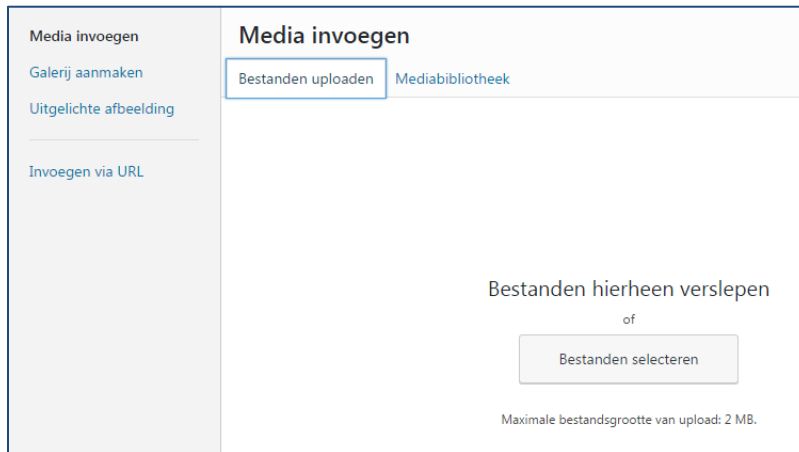 Media invoegen
Galerij aanmaken
Uitgelichte afbeelding
Invoegen via URL
Media invoegen
Bestanden uploaden Mediabibliotheek
Bestanden hierheen verslepen
of
Bestanden selecteren
Maximale bestandsgrootte van upload: 2 MB.